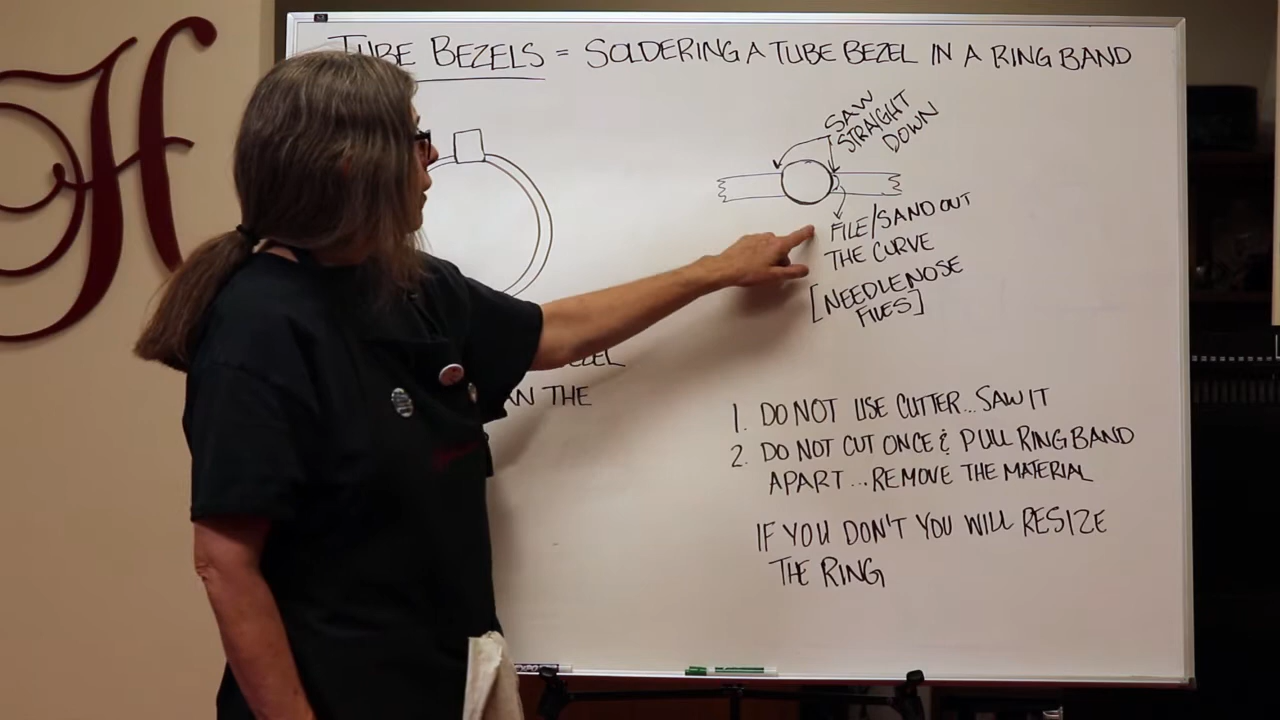 TUBE BEZELS = SOLDERING A TUBE BEZEL IN A RING BAND
SAW
STRAIGHT
DOWN
FILE/SAND OUT
THE CURVE
[NEEDLENOSE
FILES]
BEZEL
THE
1. DO NOT USE CUTTER...SAW IT
2. DO NOT CUT ONCE & PULL RING BAND
APART...REMOVE THE MATERIAL
IF YOU DON'T YOU WILL RESIZE
THE RING
H
EXPO